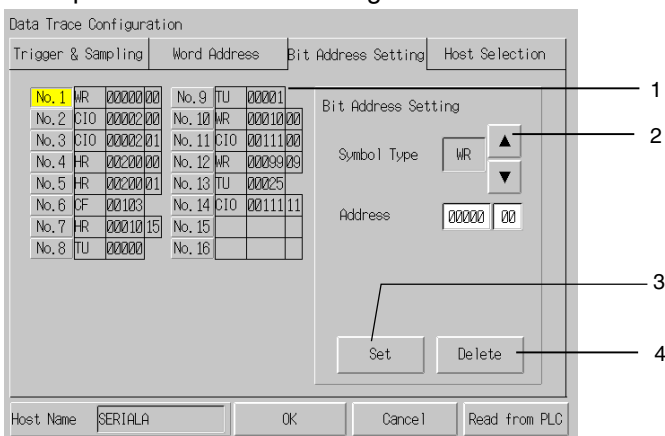 Data Trace Configuration
Trigger & Sampling Word Address Bit Address Setting Host Selection
No. 1 WR 00000 00 No. 9 TU 00001 1
Bit Address Setting
No. 2 CIO 00002 00 No. 10 WR 00010 00
2
No. 3 CIO 00002 01 No. 11 CIO 00111 00
▲
No. 4 HR 00200 00 No. 12 WR 00099 09
Symbol Type WR
No. 5 HR 00200 01 No. 13 TU 00025
▼
No. 6 CF 00103 No. 14 CIO 00111 11
Address 00000 00
No. 7 HR 00010 15 No. 15
No. 8 TU 00000 No. 16
3
Set Delete 4
Host Name SERIALA OK Cancel Read from PLC